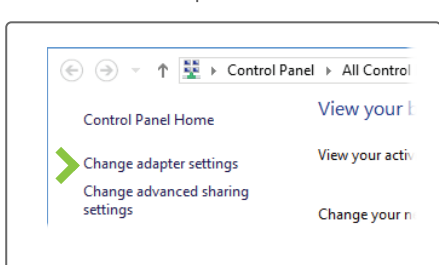 Control Panel All Control
Control Panel Home
View your
Change adapter settings
View your activ
Change advanced sharing
settings
Change your